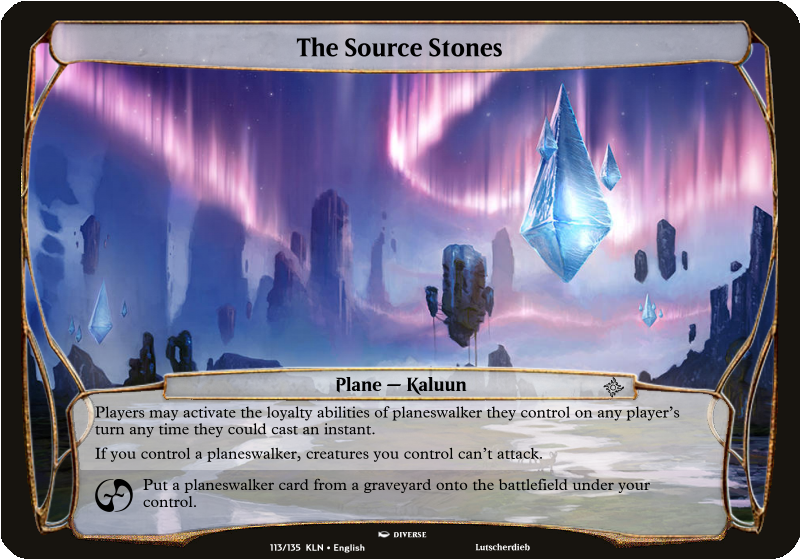 The Source Stones
Plane — Kaluun
Players may activate the loyalty abilities of planeswalker they control on any player's
turn any time they could cast an instant.
If you control a planeswalker, creatures you control can't attack.
Put a planeswalker card from a graveyard onto the battlefield under your
control.
DIVERSE
113/135 KLN • English
Lutscherdieb